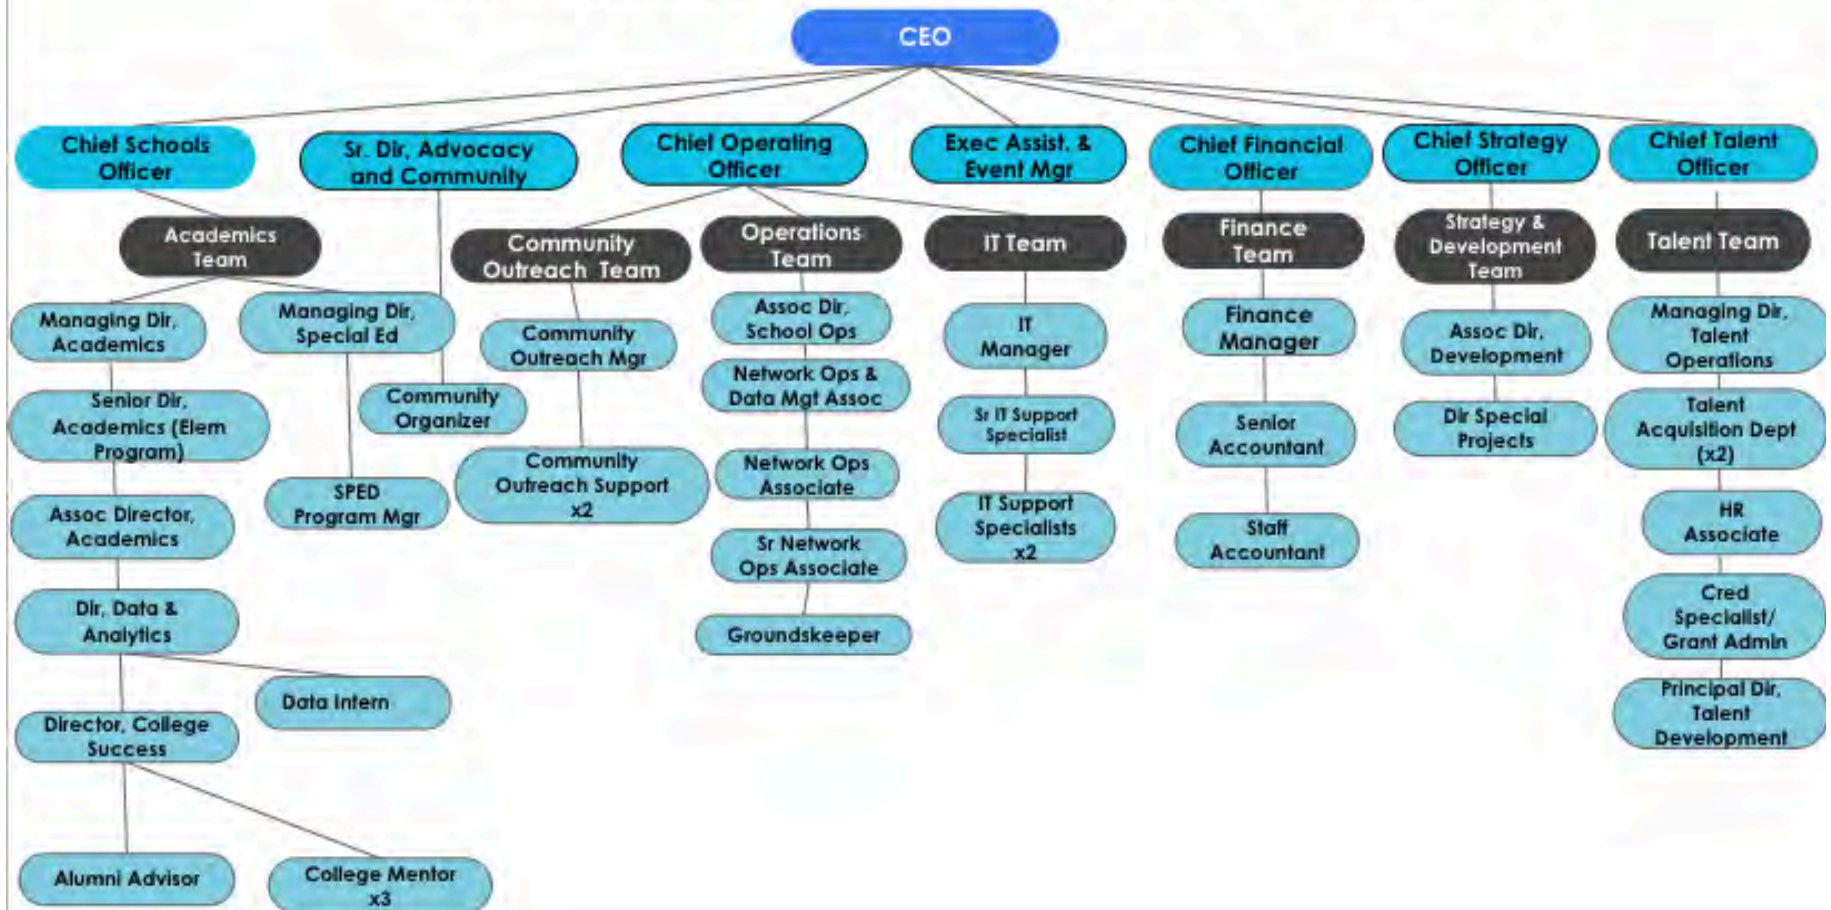 CEO
Chief Schools
Officer
Sr. Dir, Advocacy
and Community
Chief Operating
Officer
Exec Assist. &
Event Mgr
Chief Financial
Officer
Chief Strategy
Officer
Chief Talent
Officer
Academics
Team
Community
Outreach Team
Operations
Team
IT Team
Finance
Team
Strategy &
Development
Team
Talent Team
Managing Dir,
Academics
Managing Dir,
Special Ed
Community
Outreach Mgr
Assoc Dir,
School Ops
IT
Manager
Finance
Manager
Assoc Dir,
Development
Managing Dir,
Talent
Operations
Senior Dir,
Academics (Elem
Program)
Community
Organizer
Network Ops &
Data Mgt Assoc
Sr IT Support
Specialist
Senior
Accountant
Dir Special
Projects
Talent
Acquisition Dept
(x2)
Assoc Director,
Academics
SPED
Program Mgr
Community
Outreach Support
x2
Network Ops
Associate
IT Support
Specialists
x2
Staff
Accountant
HR
Associate
Sr Network
Ops Associate
Dir, Data &
Analytics
Groundskeeper
Cred
Specialist/
Grant Admin
Data Intern
Director, College
Success
Principal Dir,
Talent
Development
Alumni Advisor
College Mentor
x3